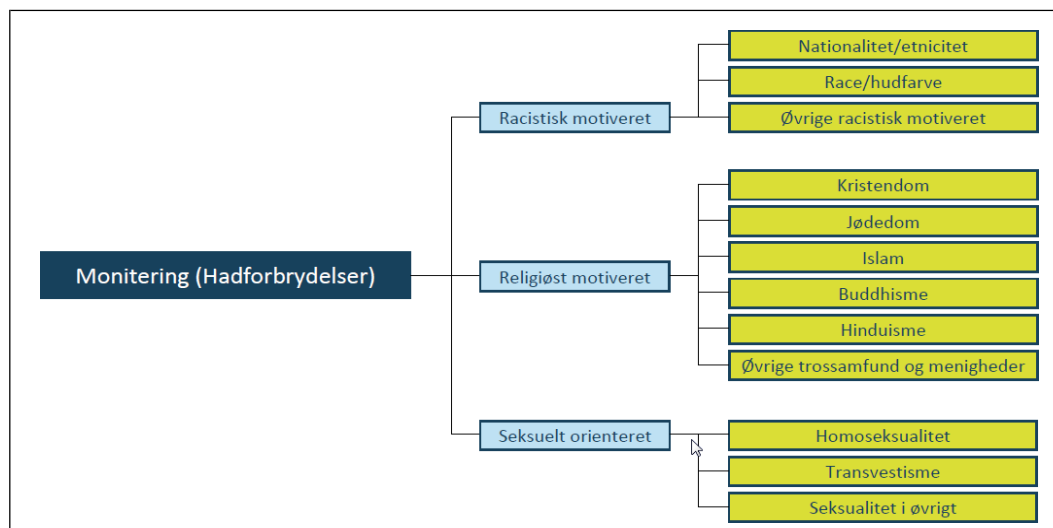 Monitering (Hadforbrydelser)
Racistisk motiveret
Nationalitet/etnicitet
Race/hudfarve
Øvrige racistisk motiveret
Religiøst motiveret
Kristendom
Jødedom
Islam
Buddhisme
Hinduisme
Øvrige trossamfund og menigheder
Seksuelt orienteret
Homoseksualitet
Transvestisme
Seksualitet i øvrigt